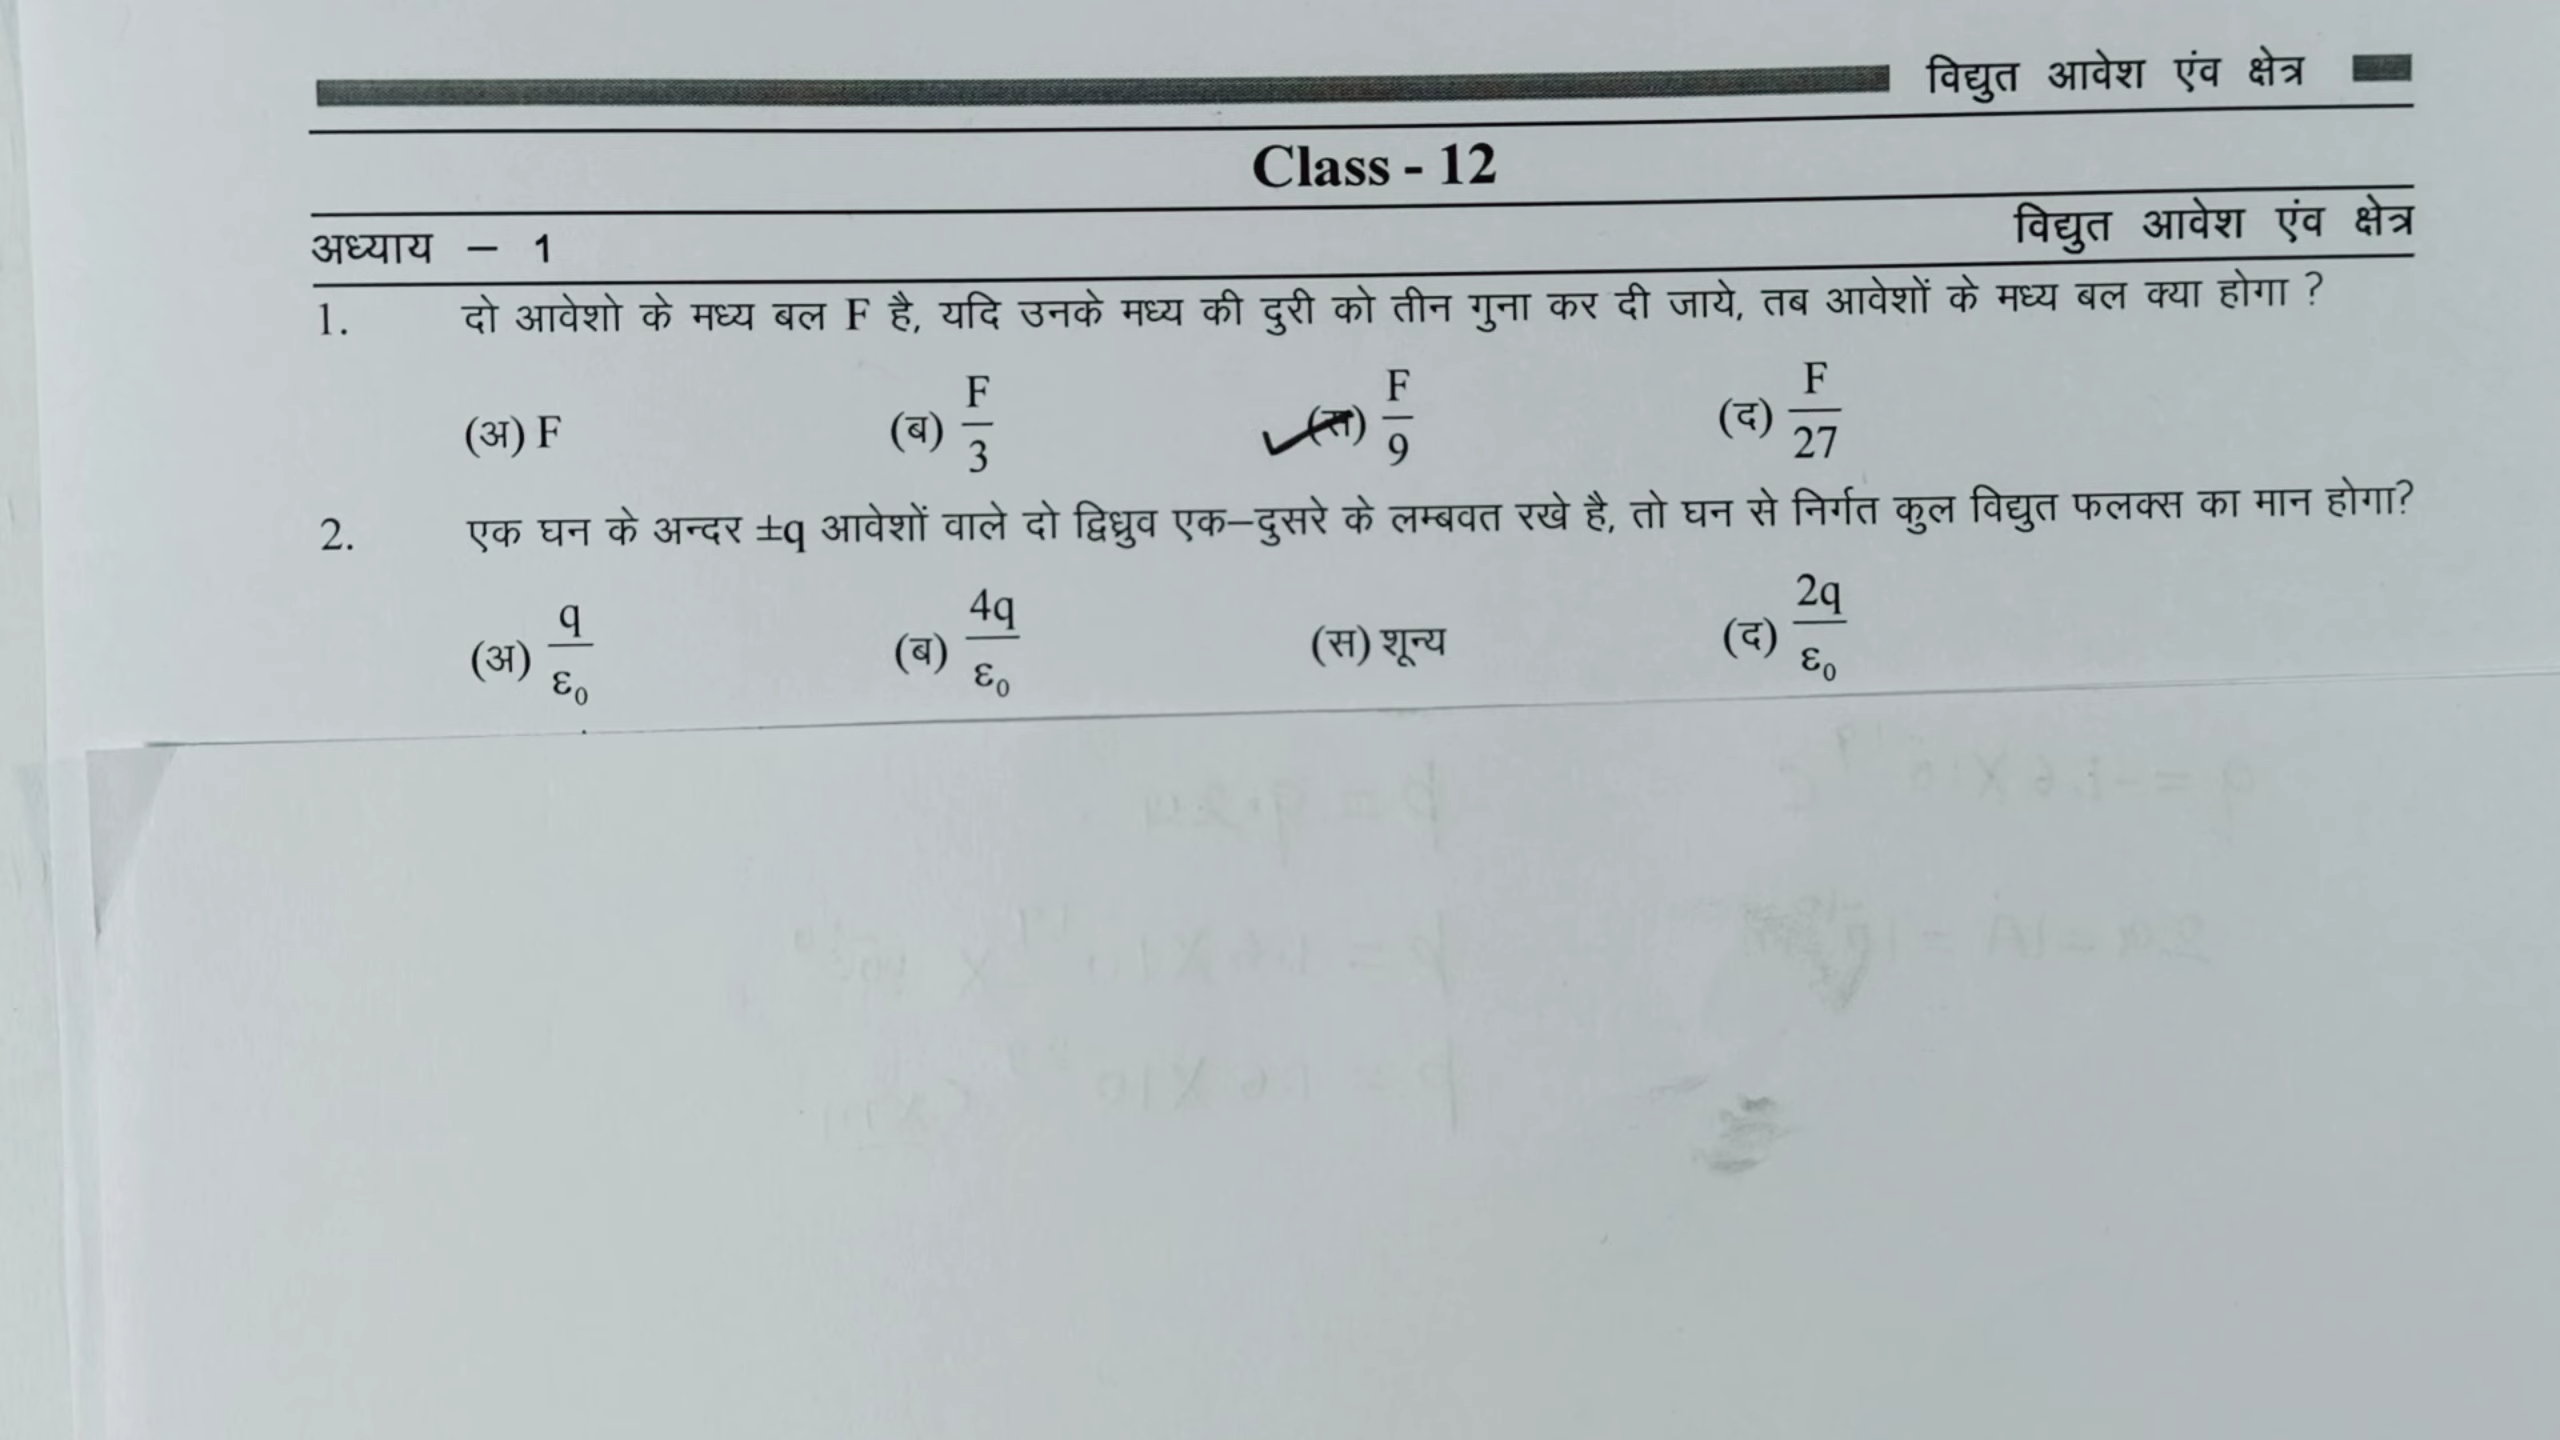 विद्युत आवेश एंव क्षेत्र
Class - 12
अध्याय – 1 विद्युत आवेश एंव क्षेत्र
1. दो आवेशो के मध्य बल F है, यदि उनके मध्य की दुरी को तीन गुना कर दी जाये, तब आवेशों के मध्य बल क्या होगा ?
(अ) F (ब) F/3 (स) F/9 (द) F/27
2. एक घन के अन्दर ±q आवेशों वाले दो द्विध्रुव एक–दुसरे के लम्बवत रखे है, तो घन से निर्गत कुल विद्युत फलक्स का मान होगा?
(अ) q/ε₀ (ब) 4q/ε₀ (स) शून्य (द) 2q/ε₀